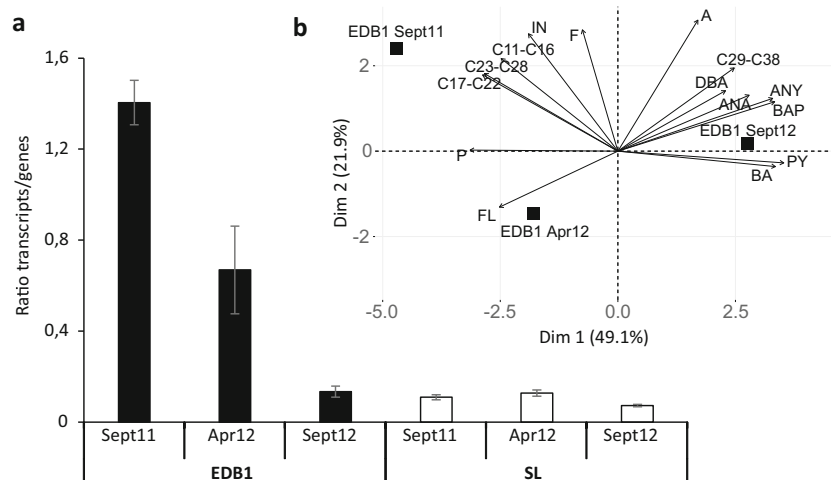 a
Ratio transcripts/genes
1,6
1,2
0,8
0,4
0
Sept11 Apr12 Sept12 Sept11 Apr12 Sept12
EDB1 SL
b
Dim 2 (21.9%)
2
0
-2
-5.0 -2.5 0.0 2.5
Dim 1 (49.1%)
EDB1 Sept11
IN
F
A
C11-C16
C23-C28
C17-C22
C29-C38
DBA
ANY
ANA
BAP
EDB1 Sept12
P
PY
BA
FL
EDB1 Apr12